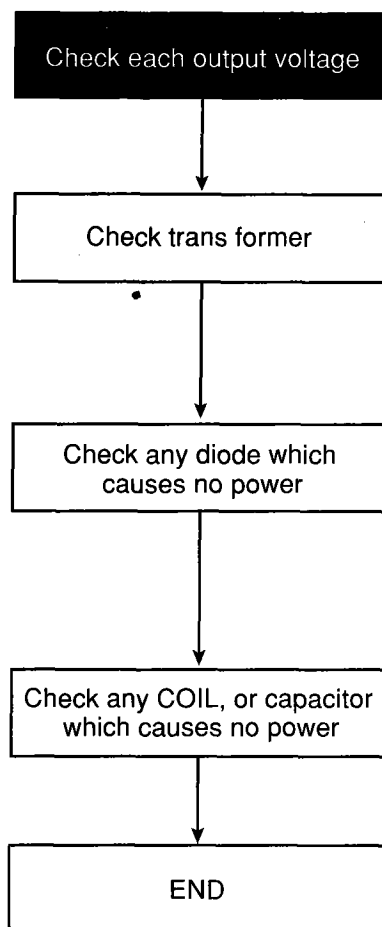 Check each output voltage
Check trans former
Check any diode which
causes no power
Check any COIL, or capacitor
which causes no power
END